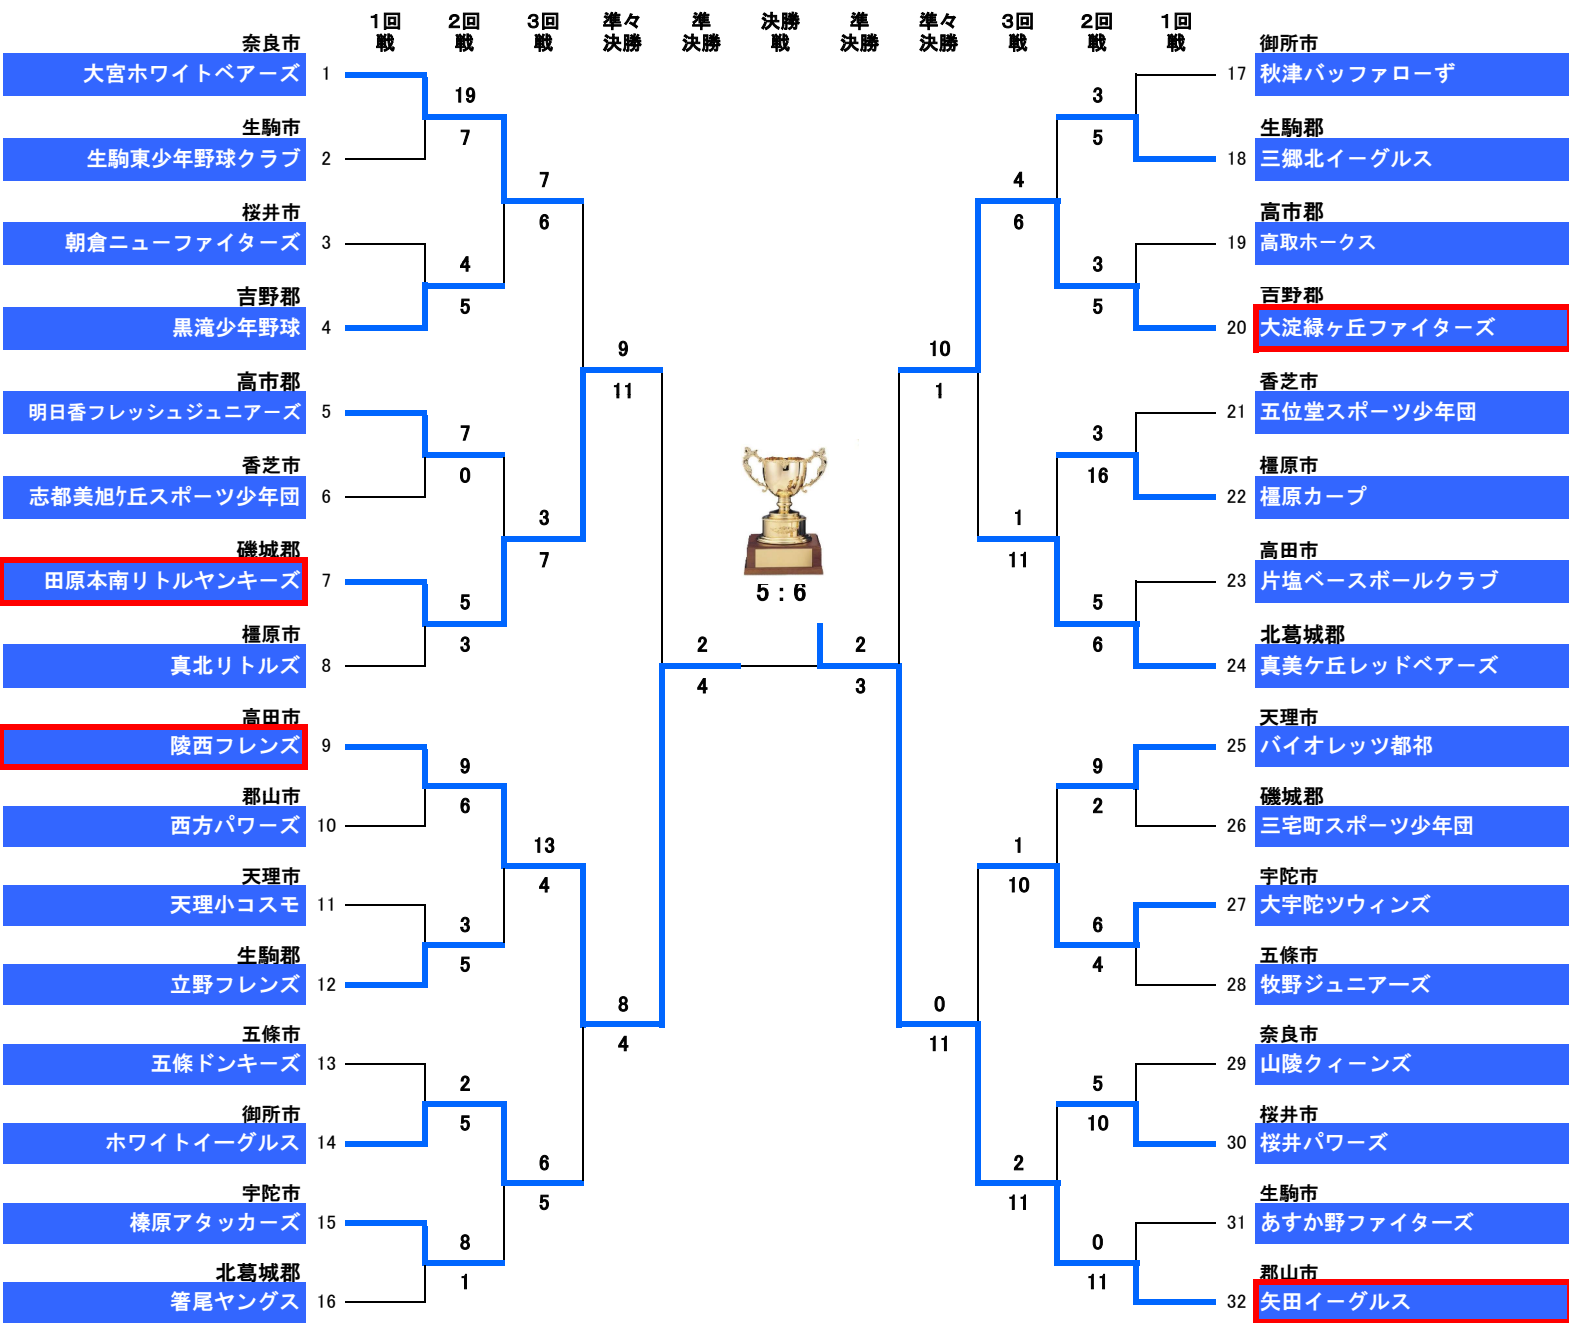 1回戦 2回戦 3回戦 準々決勝 準決勝 決勝戦 準決勝 準々決勝 3回戦 2回戦 1回戦
奈良市
大宮ホワイトベアーズ 1
生駒市
生駒東少年野球クラブ 2
桜井市
朝倉ニューファイターズ 3
吉野郡
黒滝少年野球 4
高市郡
明日香フレッシュジュニアーズ 5
香芝市
志都美旭ケ丘スポーツ少年団 6
磯城郡
田原本南リトルヤンキーズ 7
橿原市
真北リトルズ 8
高田市
陵西フレンズ 9
郡山市
西方パワーズ 10
天理市
天理小コスモ 11
生駒郡
立野フレンズ 12
五條市
五條ドンキーズ 13
御所市
ホワイトイーグルス 14
宇陀市
榛原アタッカーズ 15
北葛城郡
箸尾ヤングス 16
19
7
4
5
7
0
5
3
9
6
3
5
2
5
8
1
7
6
3
7
13
4
6
5
9
11
8
4
2
4
5 : 6
2
3
10
1
0
11
4
6
1
11
1
10
2
11
3
5
3
5
3
16
5
6
9
2
6
4
5
10
0
11
御所市
17 秋津バッファローず
生駒郡
18 三郷北イーグルス
高市郡
19 高取ホークス
吉野郡
20 大淀緑ヶ丘ファイターズ
香芝市
21 五位堂スポーツ少年団
橿原市
22 橿原カープ
高田市
23 片塩ベースボールクラブ
北葛城郡
24 真美ケ丘レッドベアーズ
天理市
25 バイオレッツ都祁
磯城郡
26 三宅町スポーツ少年団
宇陀市
27 大宇陀ツウィンズ
五條市
28 牧野ジュニアーズ
奈良市
29 山陵クィーンズ
桜井市
30 桜井パワーズ
生駒市
31 あすか野ファイターズ
郡山市
32 矢田イーグルス